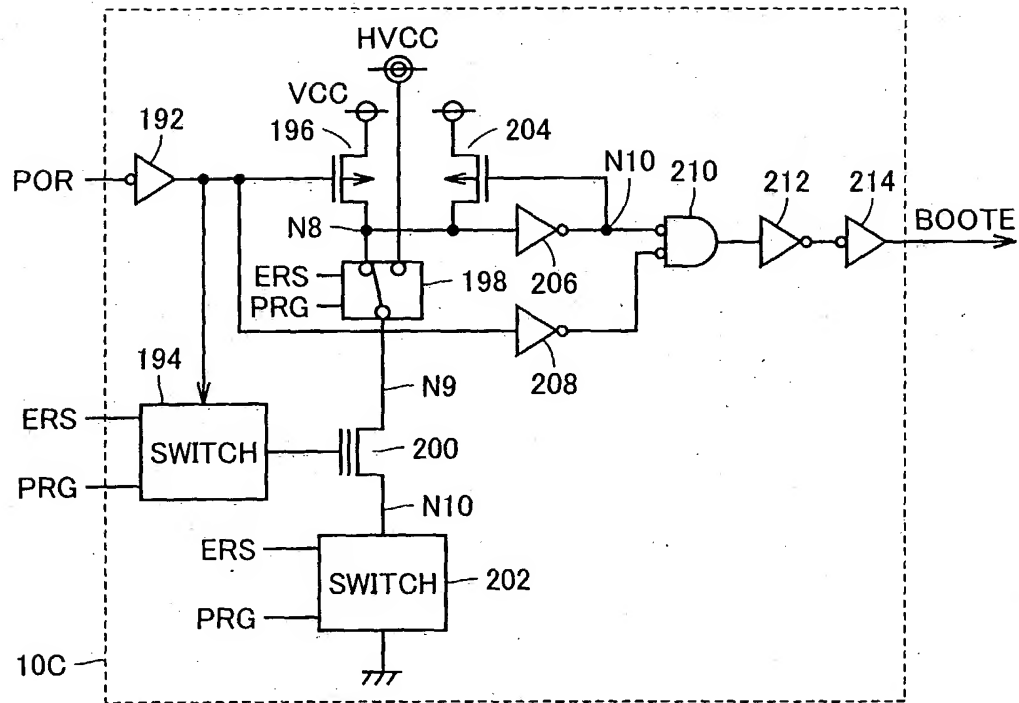 HVCC
VCC
192
196
204
N10
210
212
214
POR
BOOTE
N8
ERS
198
206
PRG
208
194
N9
ERS
SWITCH
200
PRG
N10
ERS
SWITCH
202
PRG
10C